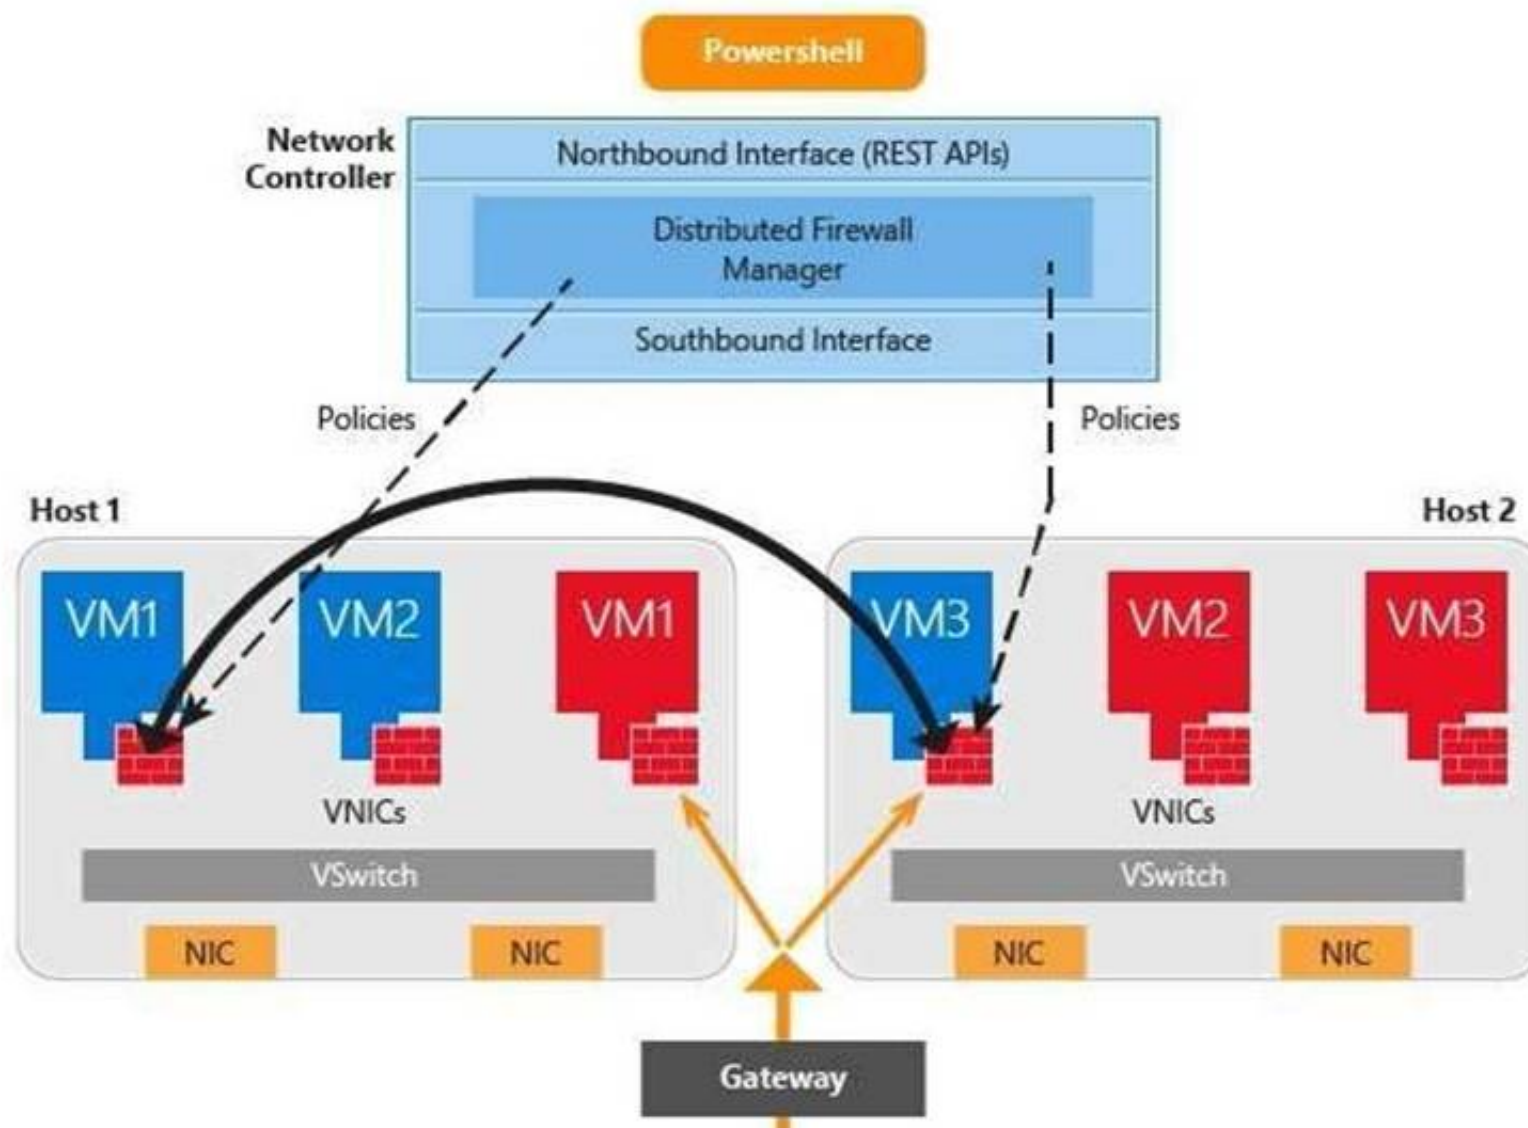 Powershell
Network
Controller
Northbound Interface (REST APIs)
Distributed Firewall
Manager
Southbound Interface
Policies
Policies
Host 1
Host 2
VM1
VM2
VM1
VM3
VM2
VM3
VNICs
VNICs
VSwitch
VSwitch
NIC
NIC
NIC
NIC
Gateway